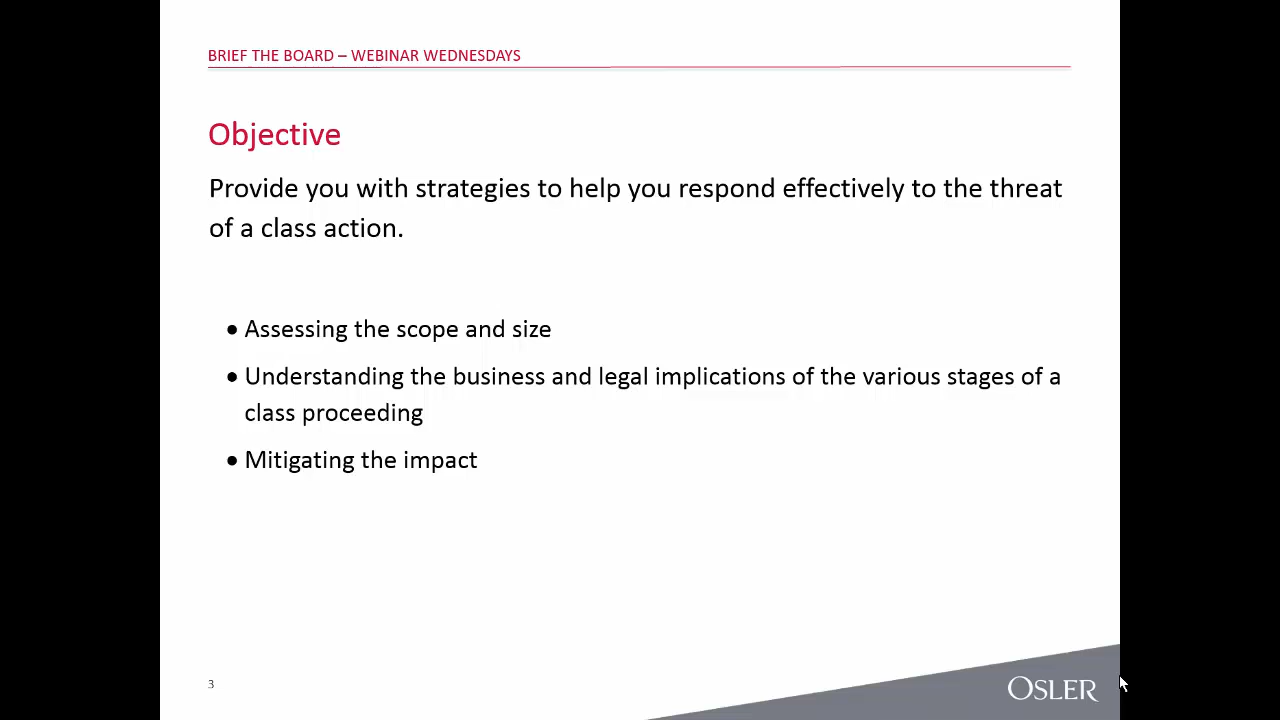 BRIEF THE BOARD – WEBINAR WEDNESDAYS
Objective
Provide you with strategies to help you respond effectively to the threat
of a class action.
• Assessing the scope and size
• Understanding the business and legal implications of the various stages of a
class proceeding
• Mitigating the impact
3
OSLER